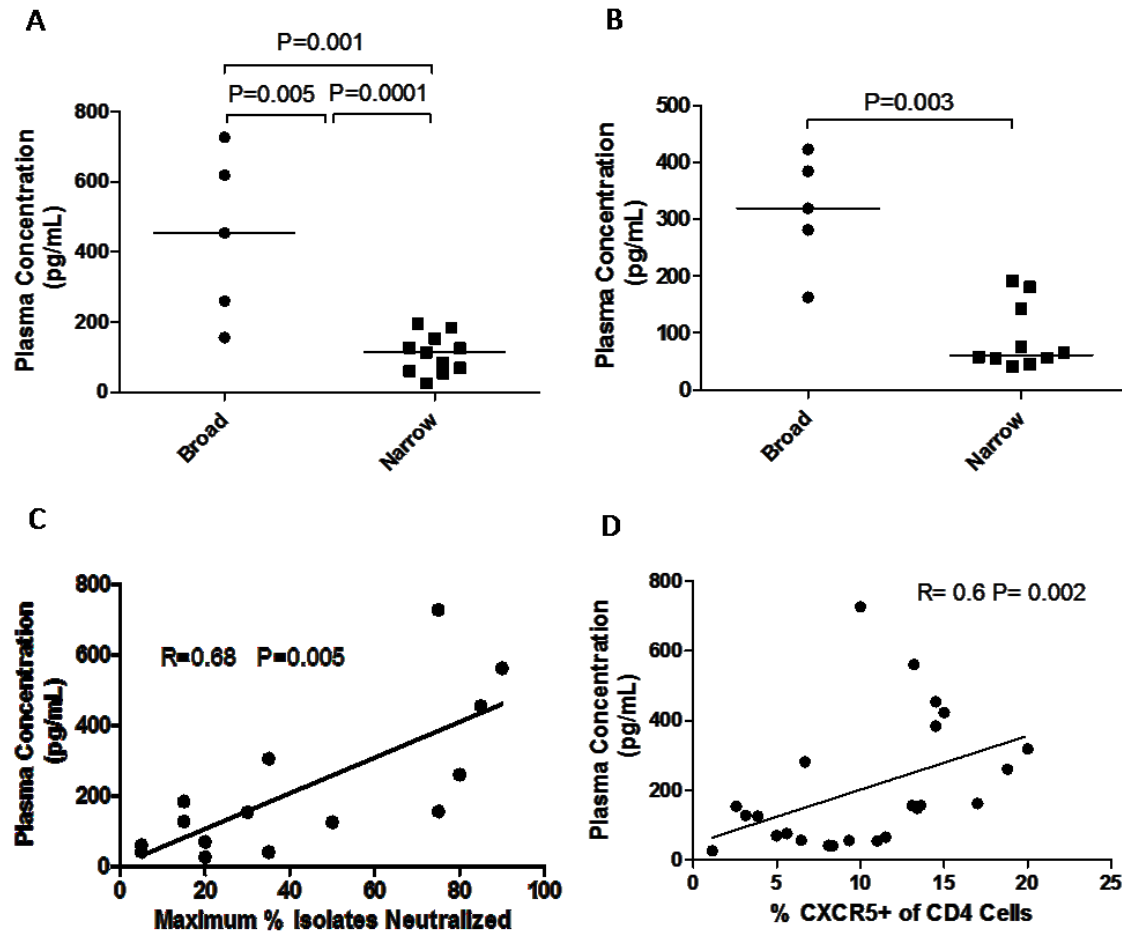 A
P=0.001
P=0.005 P=0.0001
Plasma Concentration
(pg/mL)
800
600
400
200
0
Broad
Narrow
B
P=0.003
Plasma Concentration
(pg/mL)
500
400
300
200
100
0
Broad
Narrow
C
R=0.68 P=0.005
Plasma Concentration
(pg/mL)
800
600
400
200
0
0 20 40 60 80 100
Maximum % Isolates Neutralized
D
R= 0.6 P= 0.002
Plasma Concentration
(pg/mL)
800
600
400
200
0
0 5 10 15 20 25
% CXCR5+ of CD4 Cells